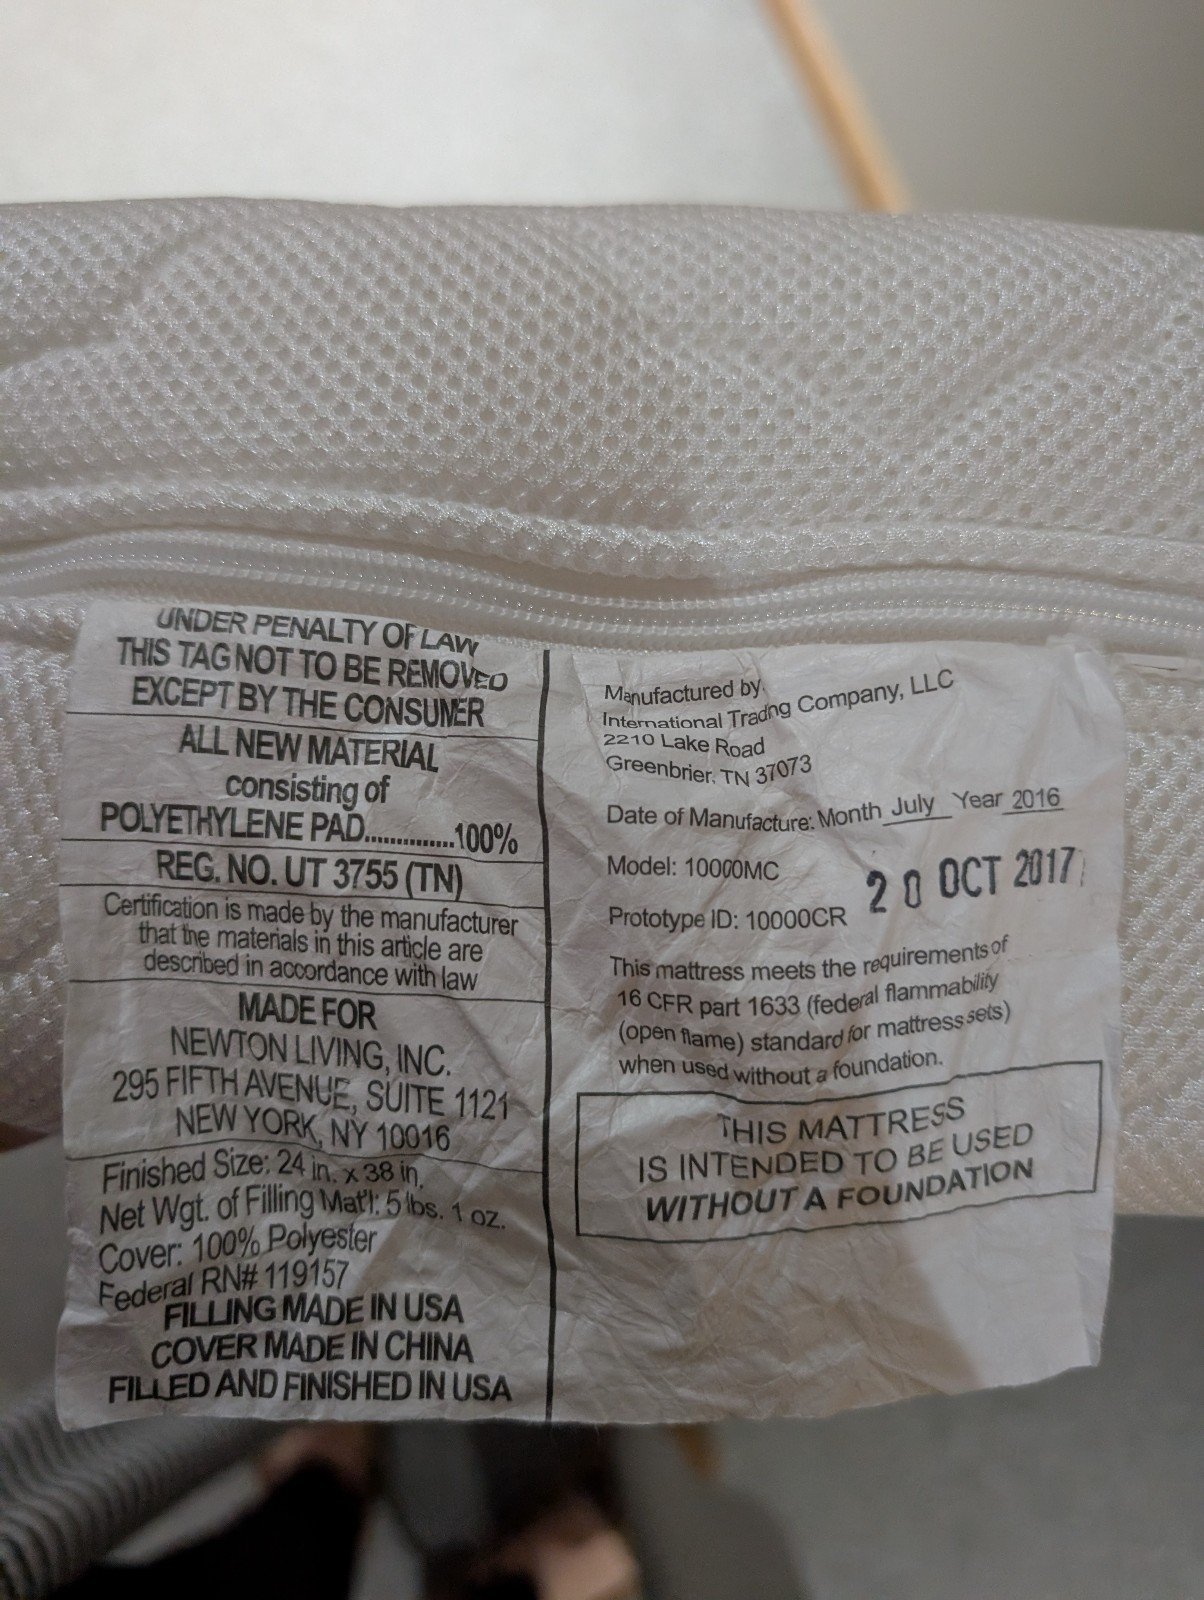 UNDER PENALTY OF LAW
THIS TAG NOT TO BE REMOVED
EXCEPT BY THE CONSUMER
ALL NEW MATERIAL
consisting of
POLYETHYLENE PAD..............100%
REG. NO. UT 3755 (TN)
Certification is made by the manufacturer
that the materials in this article are
described in accordance with law
MADE FOR
NEWTON LIVING, INC.
295 FIFTH AVENUE, SUITE 1121
NEW YORK, NY 10016
Finished Size: 24 in. x 38 in.
Net Wgt. of Filling Mat'l: 5 lbs. 1 oz.
Cover: 100% Polyester
Federal RN# 119157
FILLING MADE IN USA
COVER MADE IN CHINA
FILLED AND FINISHED IN USA
Manufactured by:
International Trading Company, LLC
2210 Lake Road
Greenbrier, TN 37073
Date of Manufacture: Month July Year 2016
Model: 10000MC
20 OCT 2017
Prototype ID: 10000CR
This mattress meets the requirements of
16 CFR part 1633 (federal flammability
(open flame) standard for mattress sets)
when used without a foundation.
THIS MATTRESS
IS INTENDED TO BE USED
WITHOUT A FOUNDATION